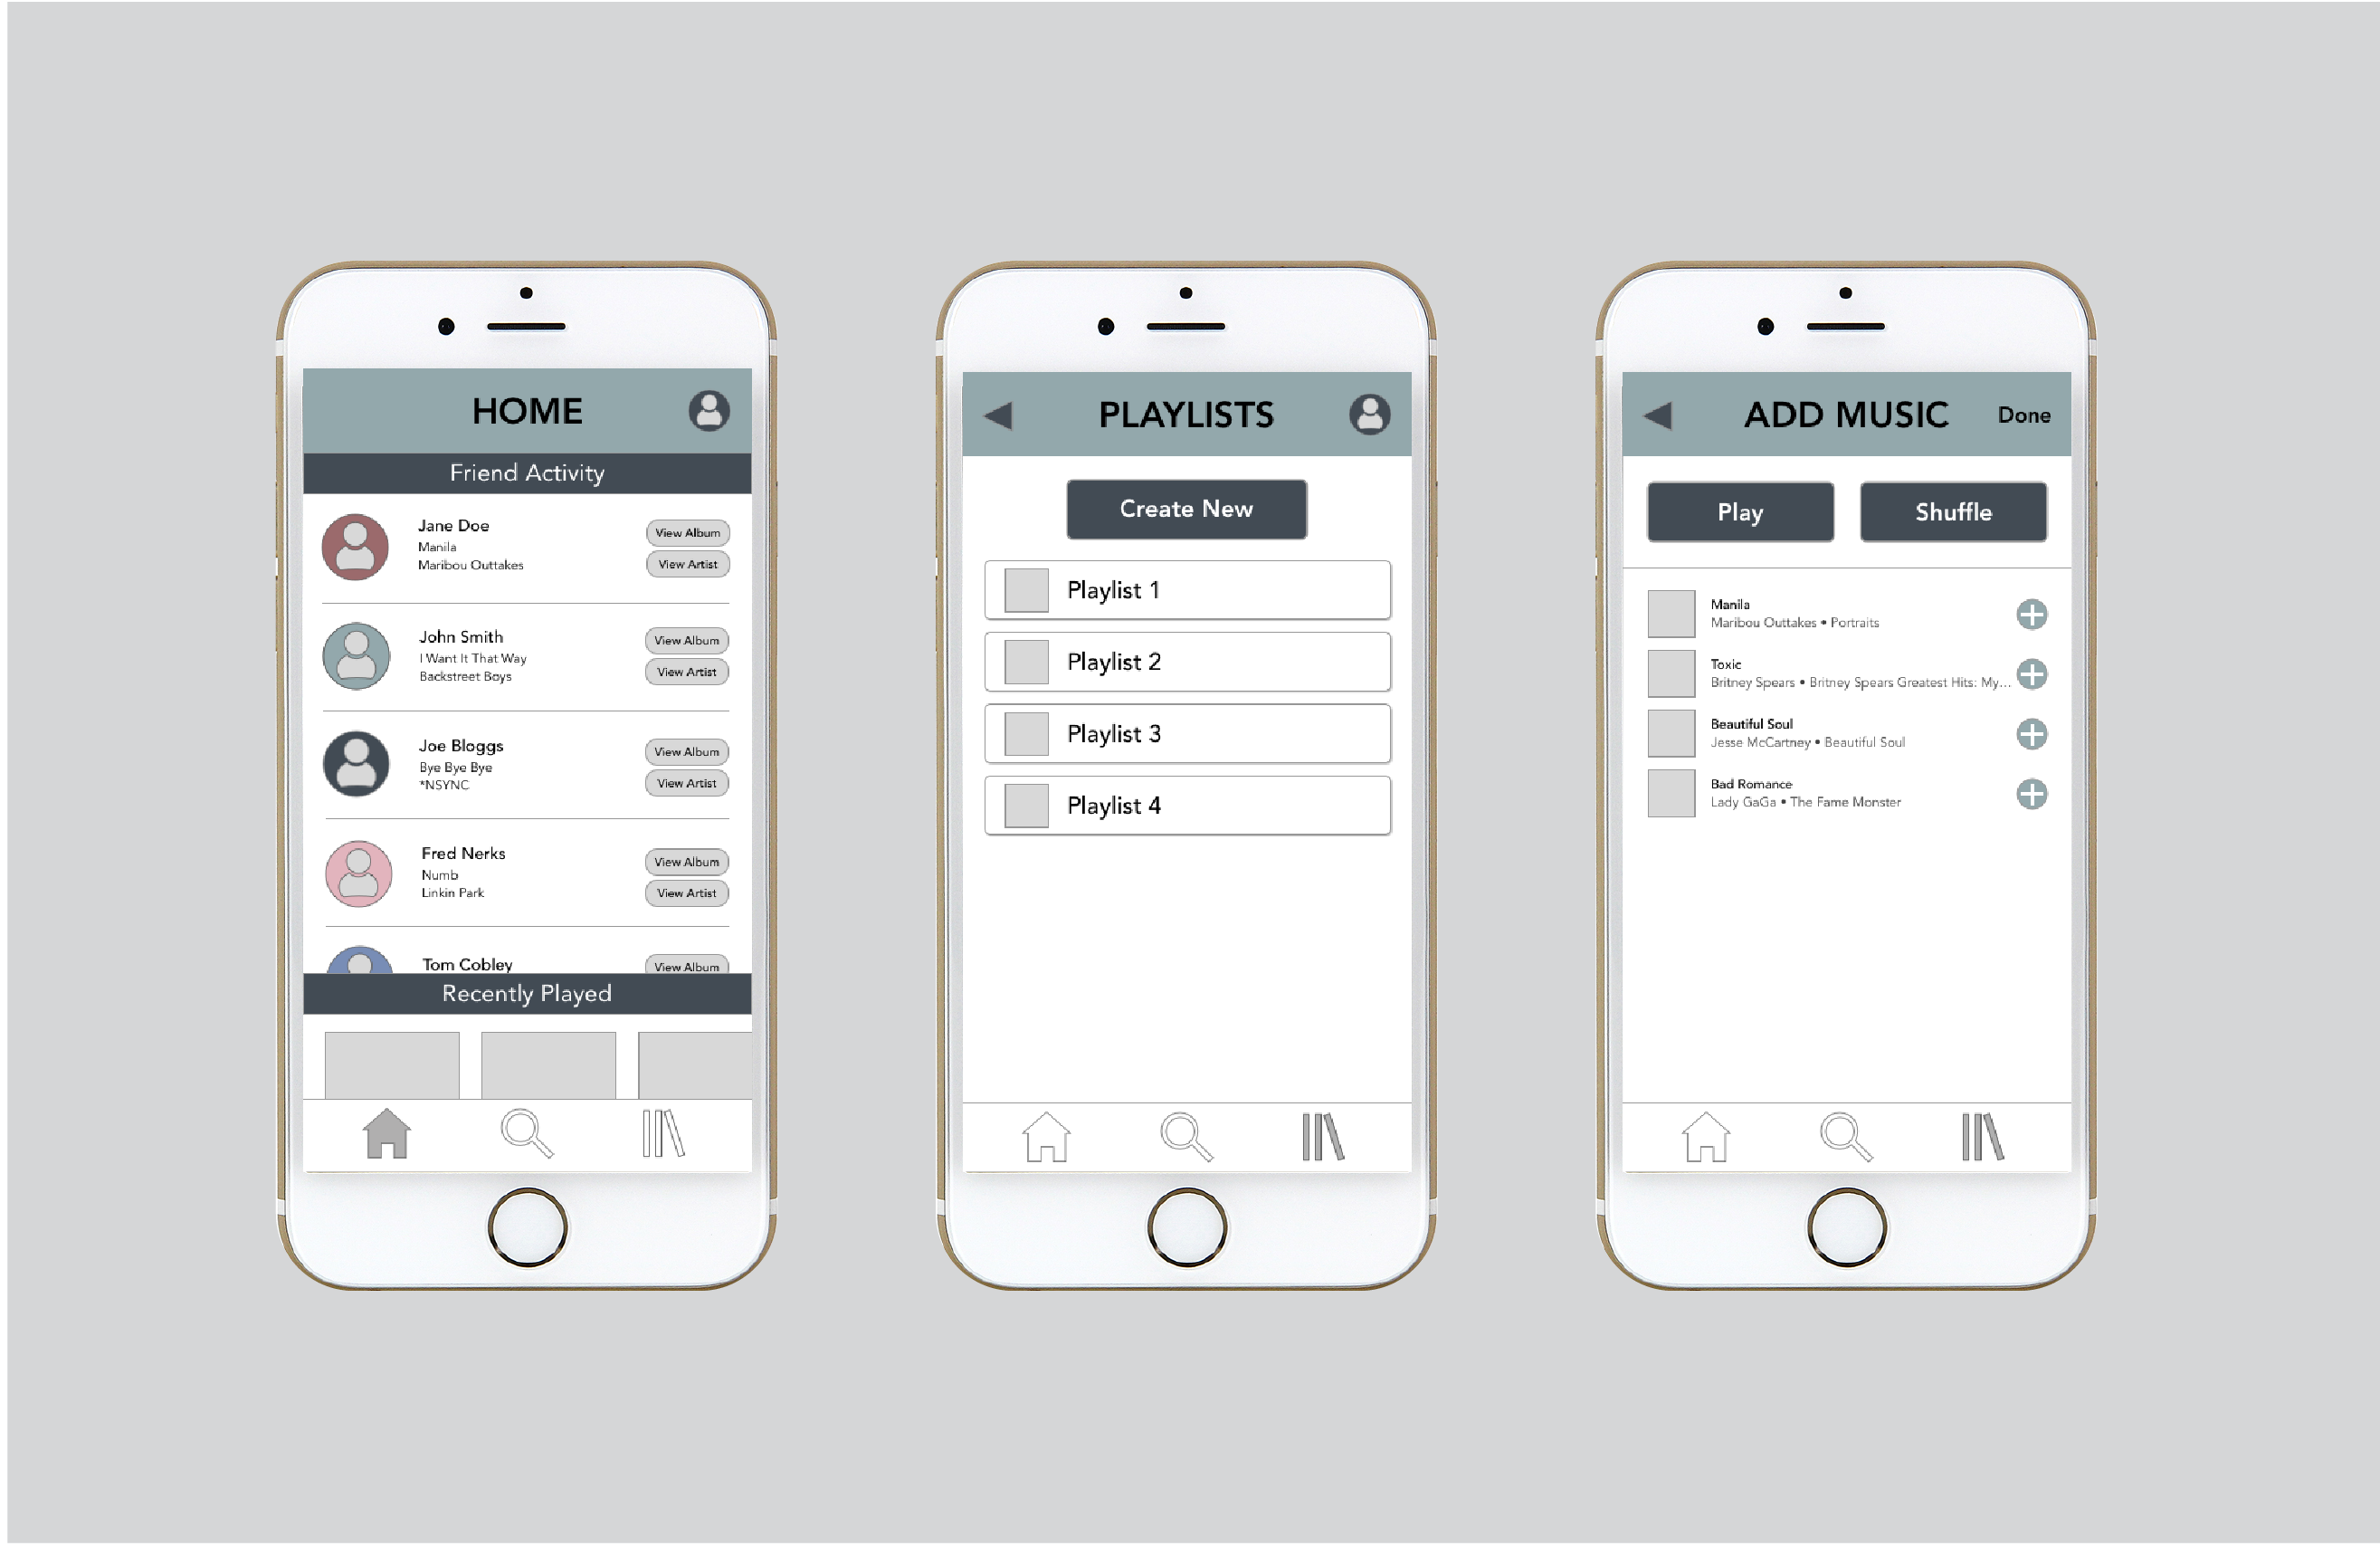 HOME
Friend Activity
Jane Doe
Manila
Maribou Outtakes
View Album
View Artist
John Smith
I Want It That Way
Backstreet Boys
View Album
View Artist
Joe Bloggs
Bye Bye Bye
*NSYNC
View Album
View Artist
Fred Nerks
Numb
Linkin Park
View Album
View Artist
Tom Cobley
View Album
Recently Played
PLAYLISTS
Create New
Playlist 1
Playlist 2
Playlist 3
Playlist 4
ADD MUSIC
Done
Play
Shuffle
Manila
Maribou Outtakes • Portraits
Toxic
Britney Spears • Britney Spears Greatest Hits: My...
Beautiful Soul
Jesse McCartney • Beautiful Soul
Bad Romance
Lady GaGa • The Fame Monster